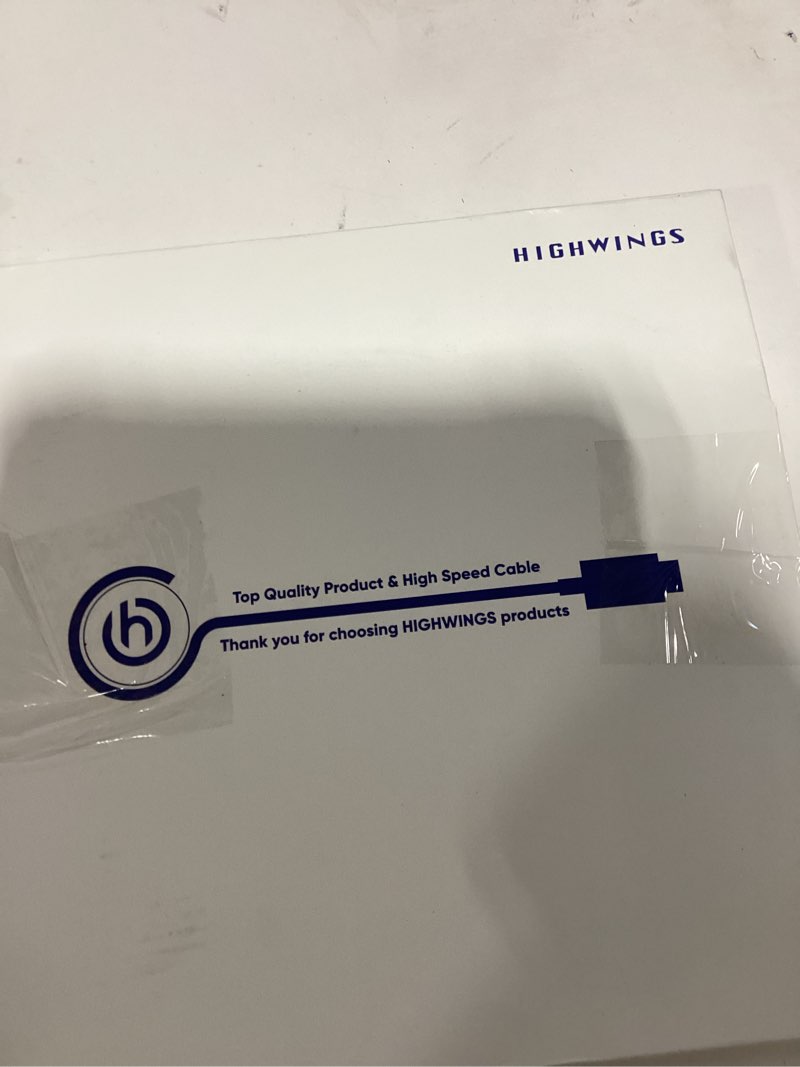 HIGHWINGS
Top Quality Product & High Speed Cable
h
Thank you for choosing HIGHWINGS products